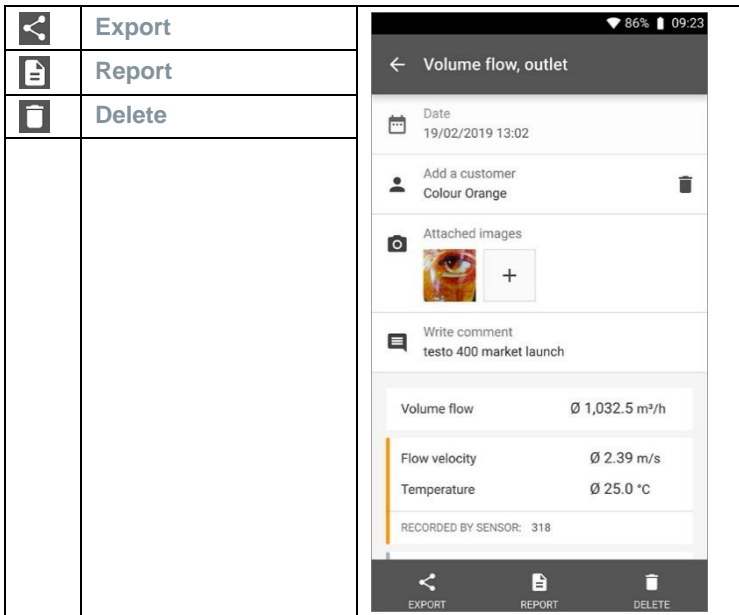 Export
Report
Delete
86% 09:23
Volume flow, outlet
Date
19/02/2019 13:02
Add a customer
Colour Orange
Attached images
+
Write comment
testo 400 market launch
Volume flow Ø 1,032.5 m³/h
Flow velocity Ø 2.39 m/s
Temperature Ø 25.0 °C
RECORDED BY SENSOR: 318
EXPORT REPORT DELETE